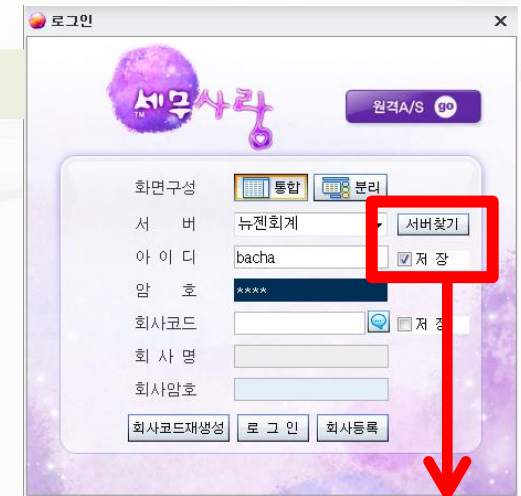 로그인 X
세무사랑
TM
원격A/S go
화면구성 통합 분리
서 버 뉴젠회계 서버찾기
아 이 디 bacha 저 장
암 호 ****
회사코드 저 장
회 사 명
회사암호
회사코드재생성 로 그 인 회사등록